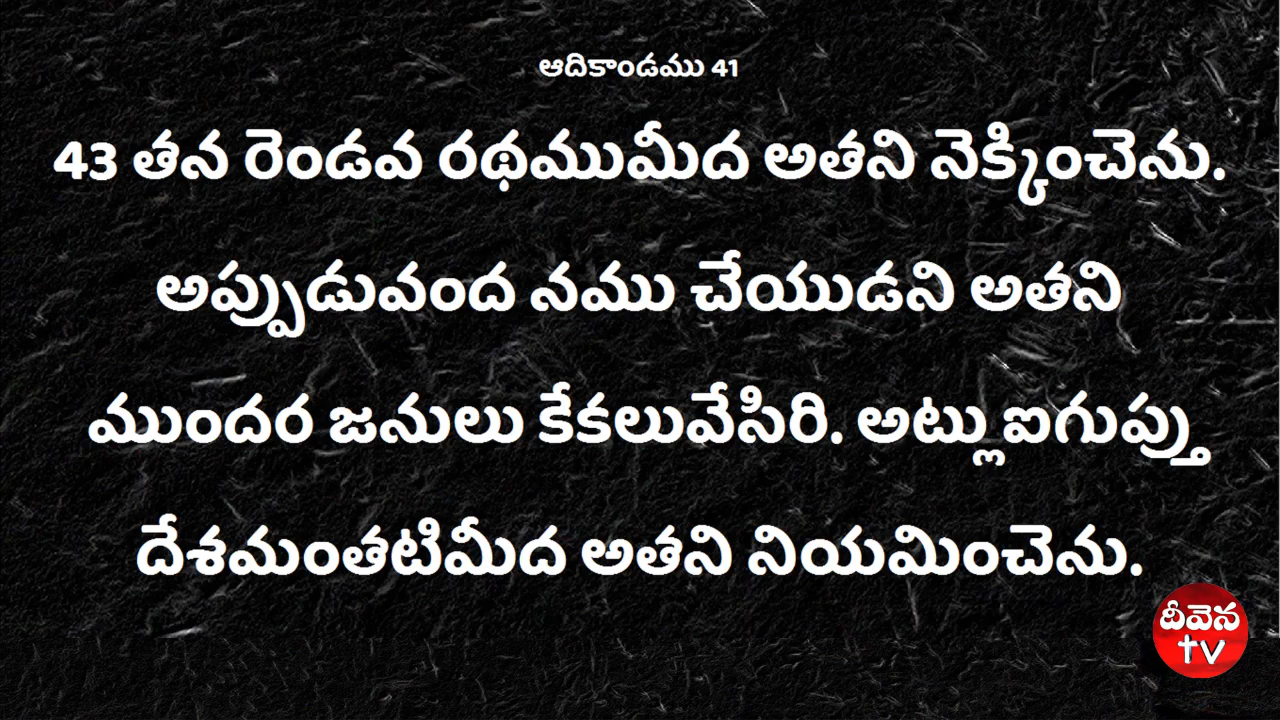 ఆదికాండము 41
43 తన రెండవ రథముమీద అతని నెక్కించెను.
అప్పుడువంద నము చేయుడని అతని
ముందర జనులు కేకలువేసిరి. అట్లు ఐగుప్తు
దేశమంతటిమీద అతని నియమించెను.
దీవెన
tv